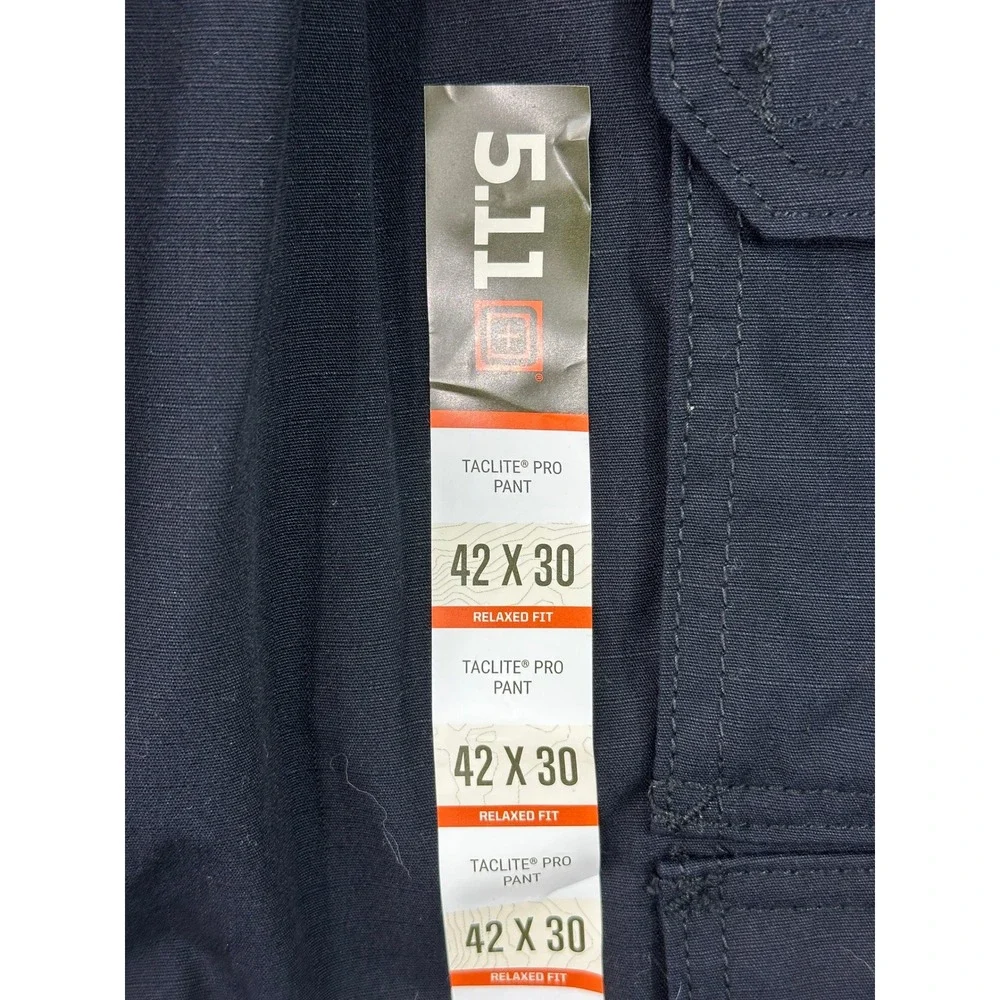 5.11
®
TACLITE® PRO
PANT
42 X 30
RELAXED FIT
TACLITE® PRO
PANT
42 X 30
RELAXED FIT
TACLITE® PRO
PANT
42 X 30
RELAXED FIT